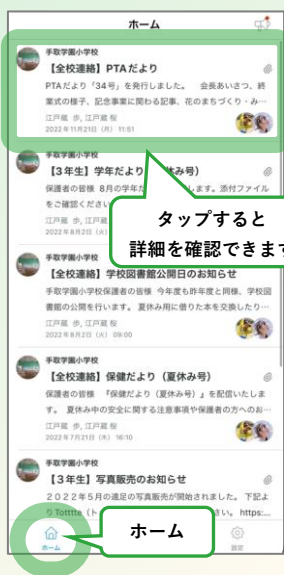 ホーム
手取学園小学校
【全校連絡】PTAだより
PTAだより「34号」を発行しました。 会長あいさつ、終
業式の様子、記念事業に関わる記事、花のまちづくり・み…
江戸蔵 歩, 江戸蔵 桜
2022年11月21日（月） 11:51
手取学園小学校
【3年生】学年だより
み号）
保護者の皆様 8月の学年だ
します。添付ファイル
をご確認ください
江戸蔵 歩, 江戸
2022年8月2日（火）
タップすると
詳細を確認できます
手取学園小学校
【全校連絡】学校図書館公開日のお知らせ
手取学園小学校保護者の皆様 今年度も昨年度と同様、学校図
書館の公開を行います。 夏休み用に借りた本を交換したり…
江戸蔵 歩, 江戸蔵 桜
2022年8月2日（火） 09:00
手取学園小学校
【全校連絡】保健だより（夏休み号）
保護者の皆様 『保健だより（夏休み号）』を配信いたしま
す。 夏休み中の安全に関する注意事項や保護者の方へのお…
江戸蔵 歩, 江戸蔵 桜
2022年7月21日（木） 16:10
手取学園小学校
【3年生】写真販売のお知らせ
2022年5月の遠足の写真販売が開始されました。 下記よ
りTotttte（ト
さい。 https:…
ホーム
ホーム
設定